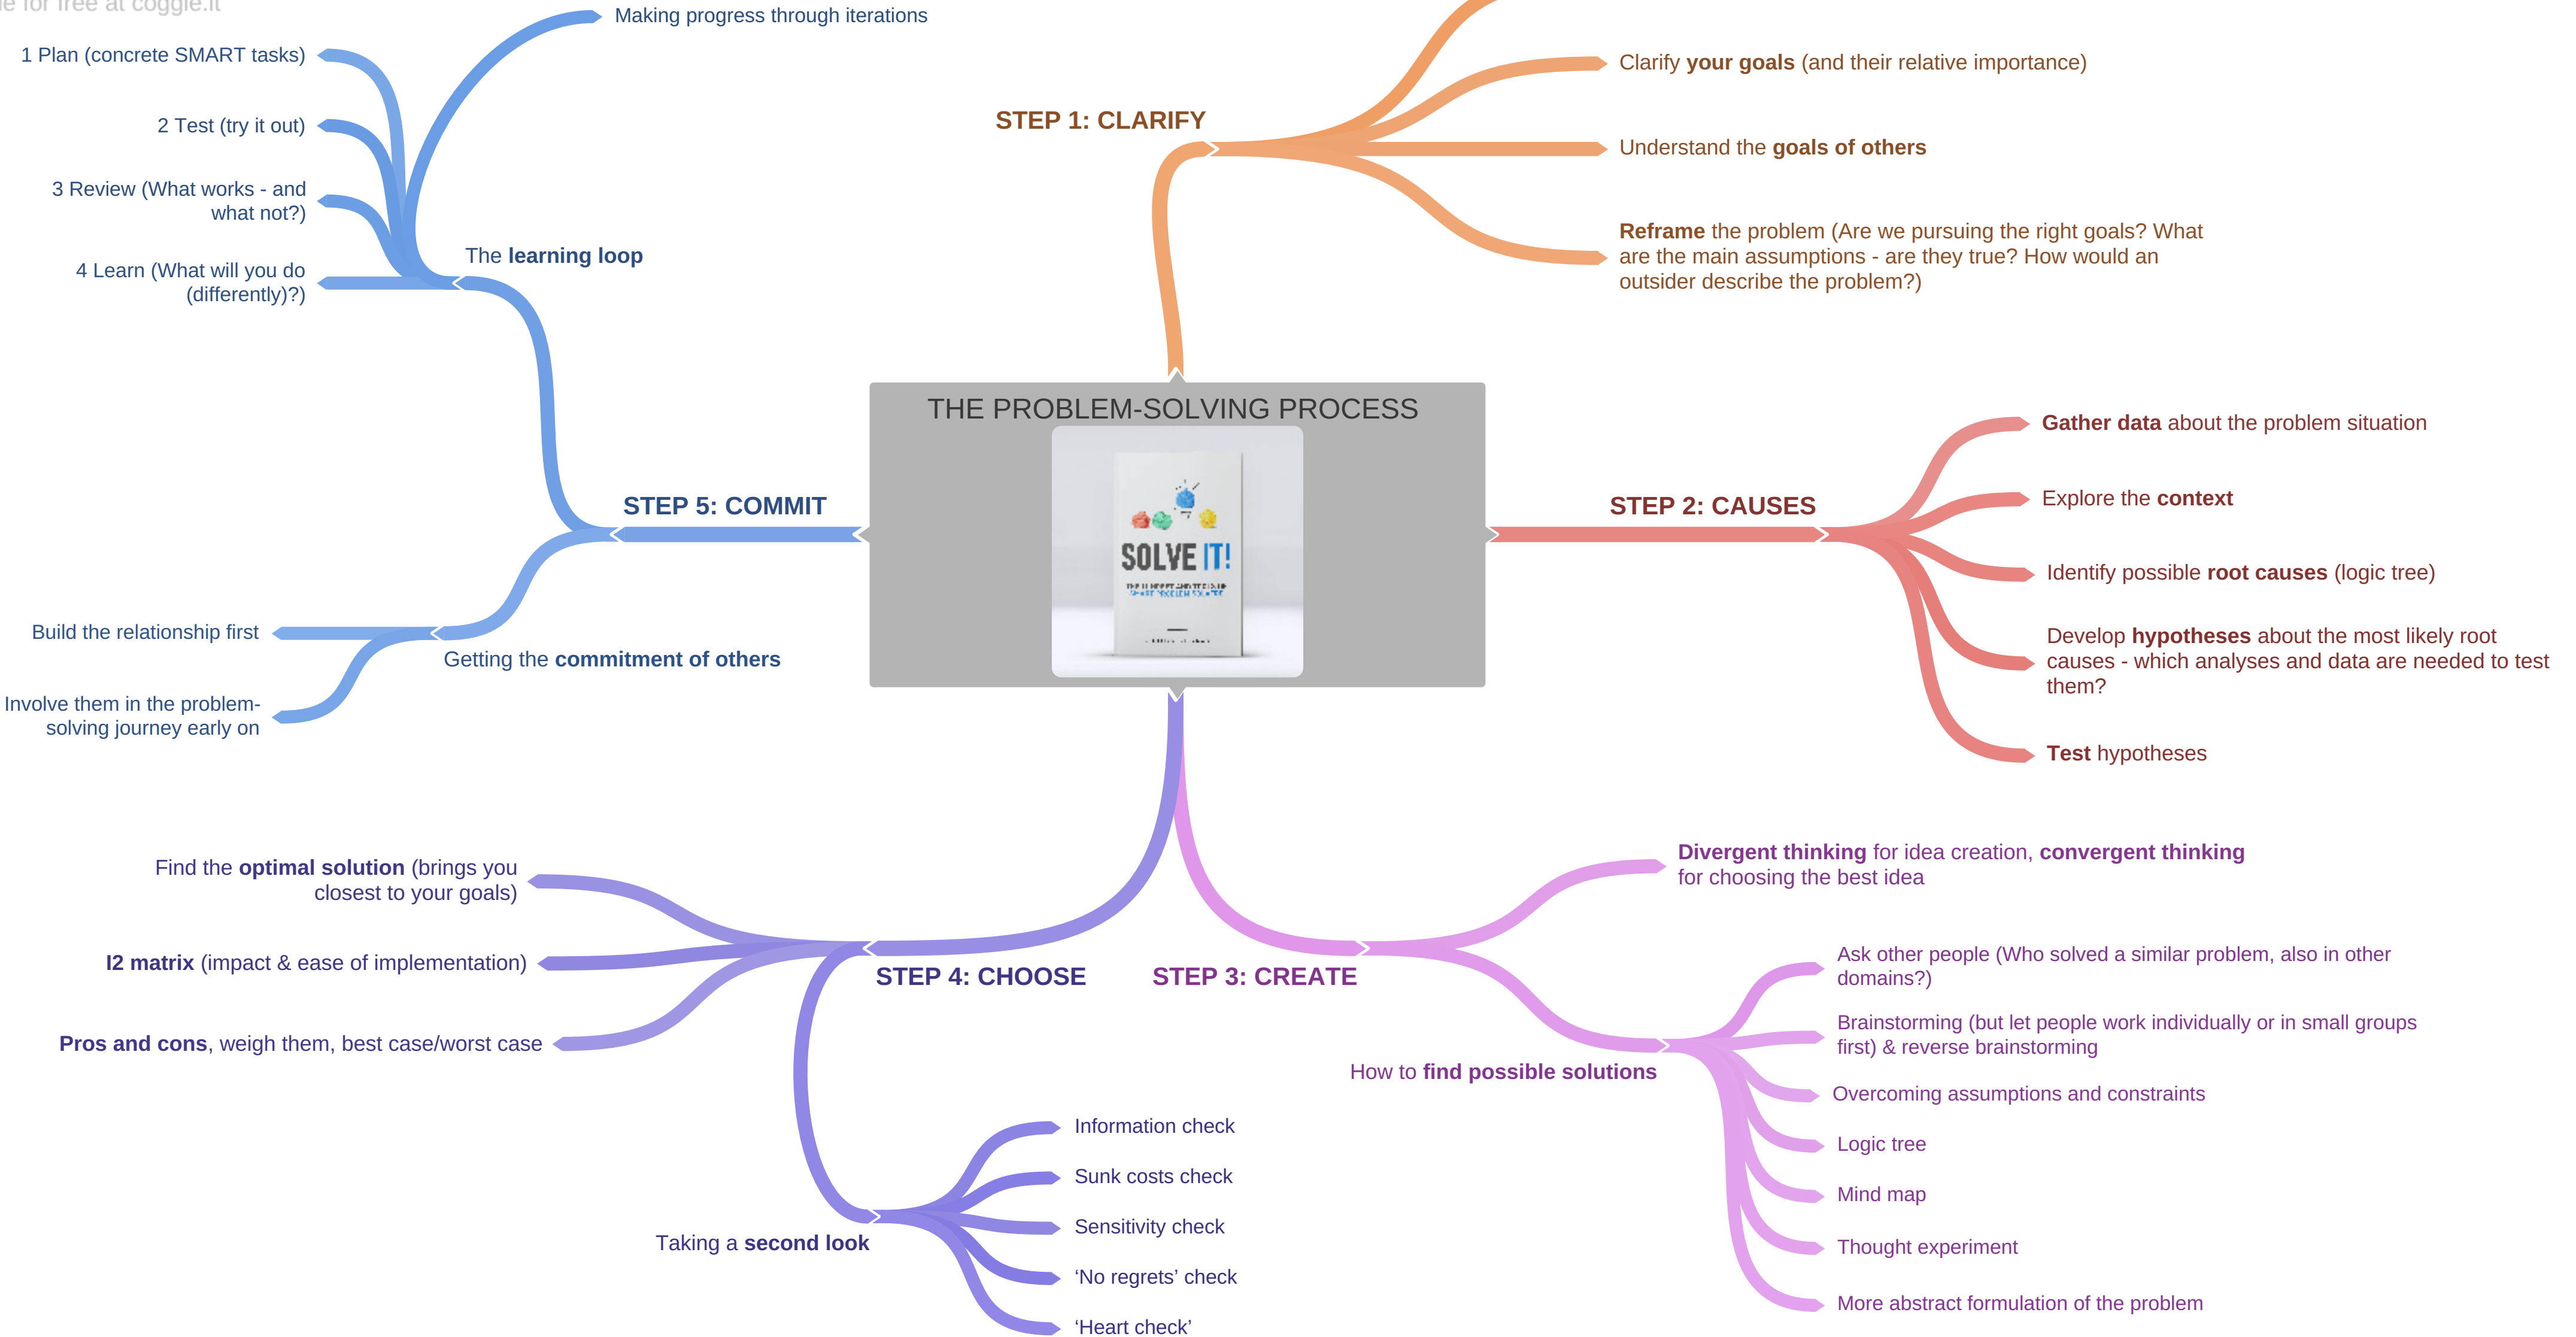 de for free at coggle.it
Making progress through iterations
1 Plan (concrete SMART tasks)
2 Test (try it out)
3 Review (What works - and
what not?)
4 Learn (What will you do
(differently)?)
The learning loop
STEP 1: CLARIFY
Clarify your goals (and their relative importance)
Understand the goals of others
Reframe the problem (Are we pursuing the right goals? What
are the main assumptions - are they true? How would an
outsider describe the problem?)
THE PROBLEM-SOLVING PROCESS
SOLVE IT!
STEP 5: COMMIT
Build the relationship first
Getting the commitment of others
Involve them in the problem-
solving journey early on
STEP 2: CAUSES
Gather data about the problem situation
Explore the context
Identify possible root causes (logic tree)
Develop hypotheses about the most likely root
causes - which analyses and data are needed to test
them?
Test hypotheses
Find the optimal solution (brings you
closest to your goals)
I2 matrix (impact & ease of implementation)
Pros and cons, weigh them, best case/worst case
STEP 4: CHOOSE
Taking a second look
Information check
Sunk costs check
Sensitivity check
‘No regrets’ check
‘Heart check’
STEP 3: CREATE
Divergent thinking for idea creation, convergent thinking
for choosing the best idea
How to find possible solutions
Ask other people (Who solved a similar problem, also in other
domains?)
Brainstorming (but let people work individually or in small groups
first) & reverse brainstorming
Overcoming assumptions and constraints
Logic tree
Mind map
Thought experiment
More abstract formulation of the problem